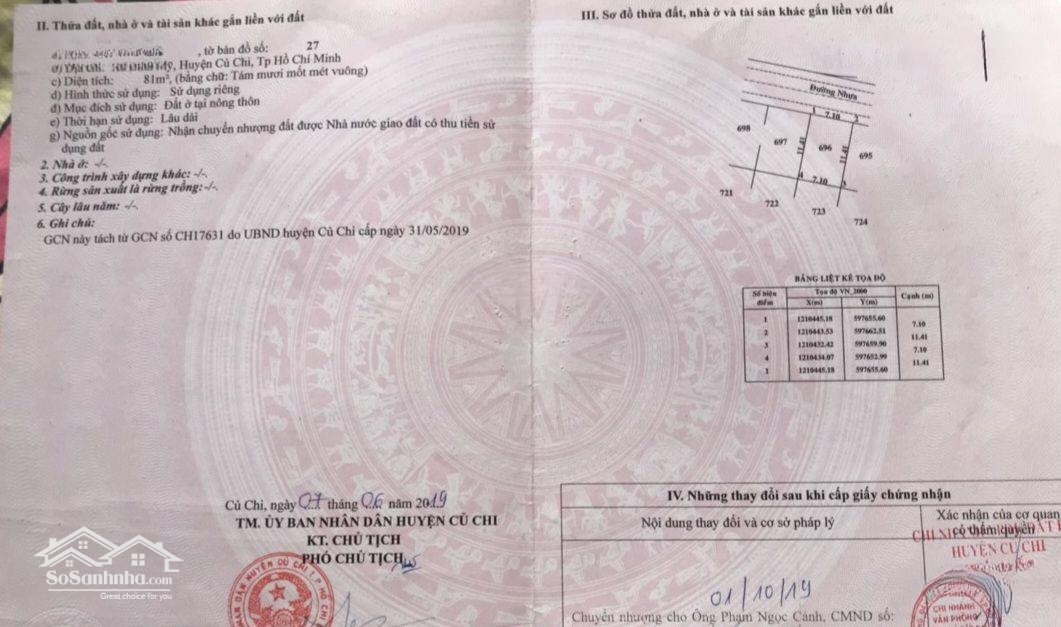 II. Thửa đất, nhà ở và tài sản khác gắn liền với đất
, tờ bản đồ số: 27
Huyện Củ Chi, Tp Hồ Chí Minh
c) Diện tích: 81m², (bằng chữ: Tám mươi mốt mét vuông)
d) Hình thức sử dụng: Sử dụng riêng
đ) Mục đích sử dụng: Đất ở tại nông thôn
e) Thời hạn sử dụng: Lâu dài
g) Nguồn gốc sử dụng: Nhận chuyển nhượng đất được Nhà nước giao đất có thu tiền sử
dụng đất
2. Nhà ở: -/-
3. Công trình xây dựng khác: -/-
4. Rừng sản xuất là rừng trồng: -/-
5. Cây lâu năm: -/-
6. Ghi chú:
GCN này tách từ GCN số CH17631 do UBND huyện Củ Chi cấp ngày 31/05/2019
Củ Chi, ngày 07 tháng 06 năm 2019
TM. ỦY BAN NHÂN DÂN HUYỆN CỦ CHI
KT. CHỦ TỊCH
PHÓ CHỦ TỊCH
SoSanhnha.com
Great choice for you
III. Sơ đồ thửa đất, nhà ở và tài sản khác gắn liền với đất
Đường Nhựa
1 7.10
698 697 11.41 696 11.41 695
4 7.10 3
721 722 723 724
BẢNG LIỆT KÊ TỌA ĐỘ
Số hiệu điểm Tọa độ VN_2000 Cạnh (m)
X(m) Y(m)
1 1210445.18 597655.60
7.10
2 1210443.53 597662.51
11.41
3 1210432.42 597659.90
7.10
4 1210434.07 597652.99
11.41
1 1210445.18 597655.60
IV. Những thay đổi sau khi cấp giấy chứng nhận
Nội dung thay đổi và cơ sở pháp lý
Xác nhận của cơ quan
có thẩm quyền
HUYỆN CỦ CHI
01/10/19
Chuyển nhượng cho Ông Phạm Ngọc Cảnh, CMND số:
CHI NHÁNH
VĂN PHÒNG